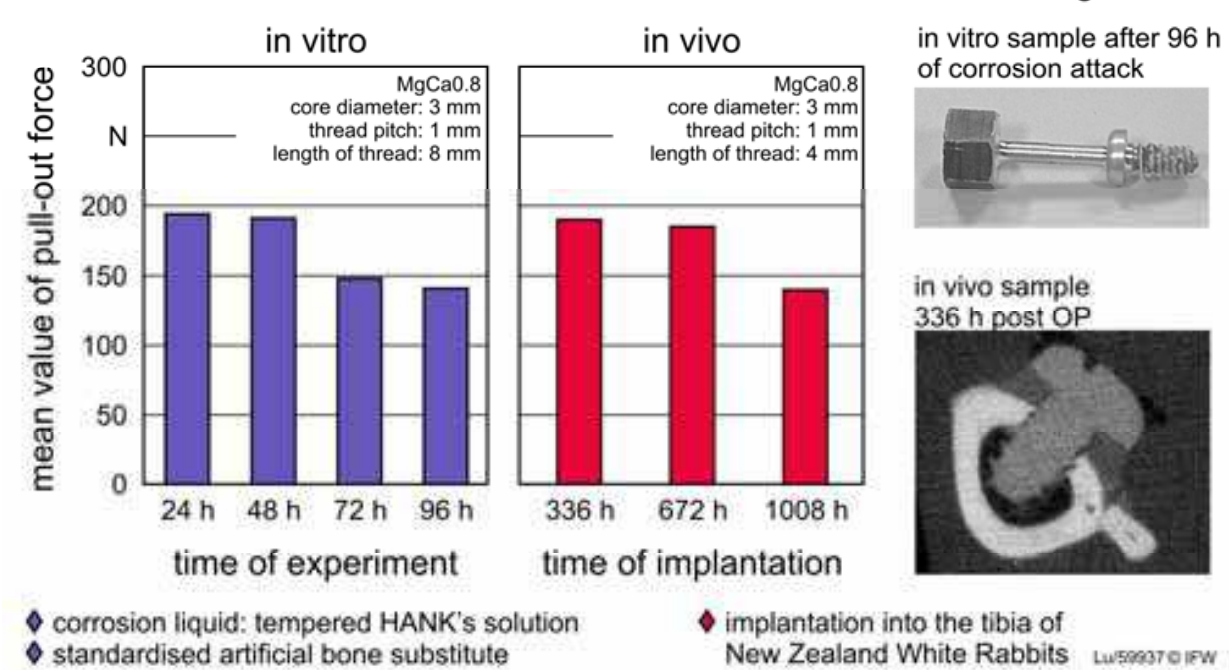 in vitro
in vivo
in vitro sample after 96 h
of corrosion attack
mean value of pull-out force
300
N
200
150
100
50
0
MgCa0.8
core diameter: 3 mm
thread pitch: 1 mm
length of thread: 8 mm
MgCa0.8
core diameter: 3 mm
thread pitch: 1 mm
length of thread: 4 mm
in vivo sample
336 h post OP
24 h 48 h 72 h 96 h
336 h 672 h 1008 h
time of experiment
time of implantation
corrosion liquid: tempered HANK's solution
standardised artificial bone substitute
implantation into the tibia of
New Zealand White Rabbits
Lu/59937 © IFW